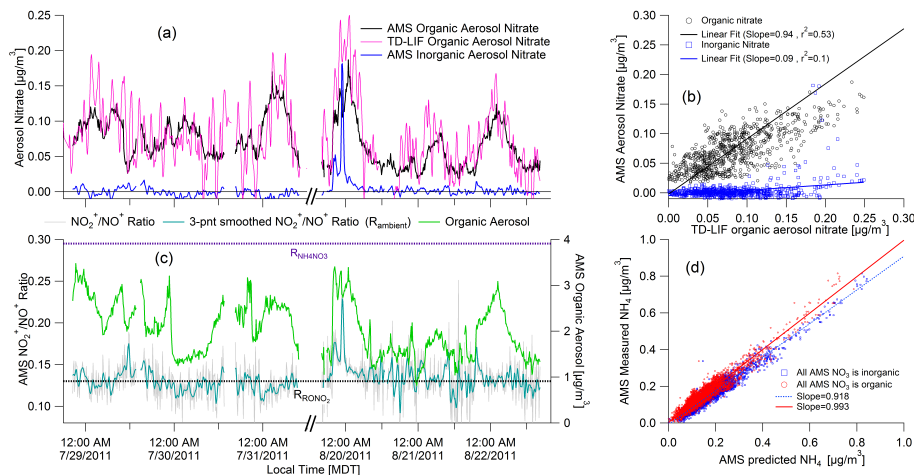 (a)
AMS Organic Aerosol Nitrate
TD-LIF Organic Aerosol Nitrate
AMS Inorganic Aerosol Nitrate
Aerosol Nitrate [µg/m³]
0.25
0.20
0.15
0.10
0.05
0.00
NO₂⁺/NO⁺ Ratio
3-pnt smoothed NO₂⁺/NO⁺ Ratio (R_ambient)
Organic Aerosol
(c)
R_NH4NO3
R_RONO₂
AMS NO₂⁺/NO⁺ Ratio
0.30
0.25
0.20
0.15
0.10
AMS Organic Aerosol [µg/m³]
4
3
2
1
0
12:00 AM 12:00 AM 12:00 AM 12:00 AM 12:00 AM 12:00 AM
7/29/2011 7/30/2011 7/31/2011 8/20/2011 8/21/2011 8/22/2011
Local Time [MDT]
Organic nitrate
Linear Fit (Slope=0.94 , r²=0.53)
Inorganic Nitrate
Linear Fit (Slope=0.09 , r²=0.1)
(b)
AMS Aerosol Nitrate [µg/m³]
0.30
0.25
0.20
0.15
0.10
0.05
0.00
0.00 0.05 0.10 0.15 0.20 0.25 0.30
TD-LIF organic aerosol nitrate [µg/m³]
(d)
AMS Measured NH₄ [µg/m³]
1.0
0.8
0.6
0.4
0.2
0.0
All AMS NO₃ is inorganic
All AMS NO₃ is organic
Slope=0.918
Slope=0.993
0.0 0.2 0.4 0.6 0.8 1.0
AMS predicted NH₄ [µg/m³]